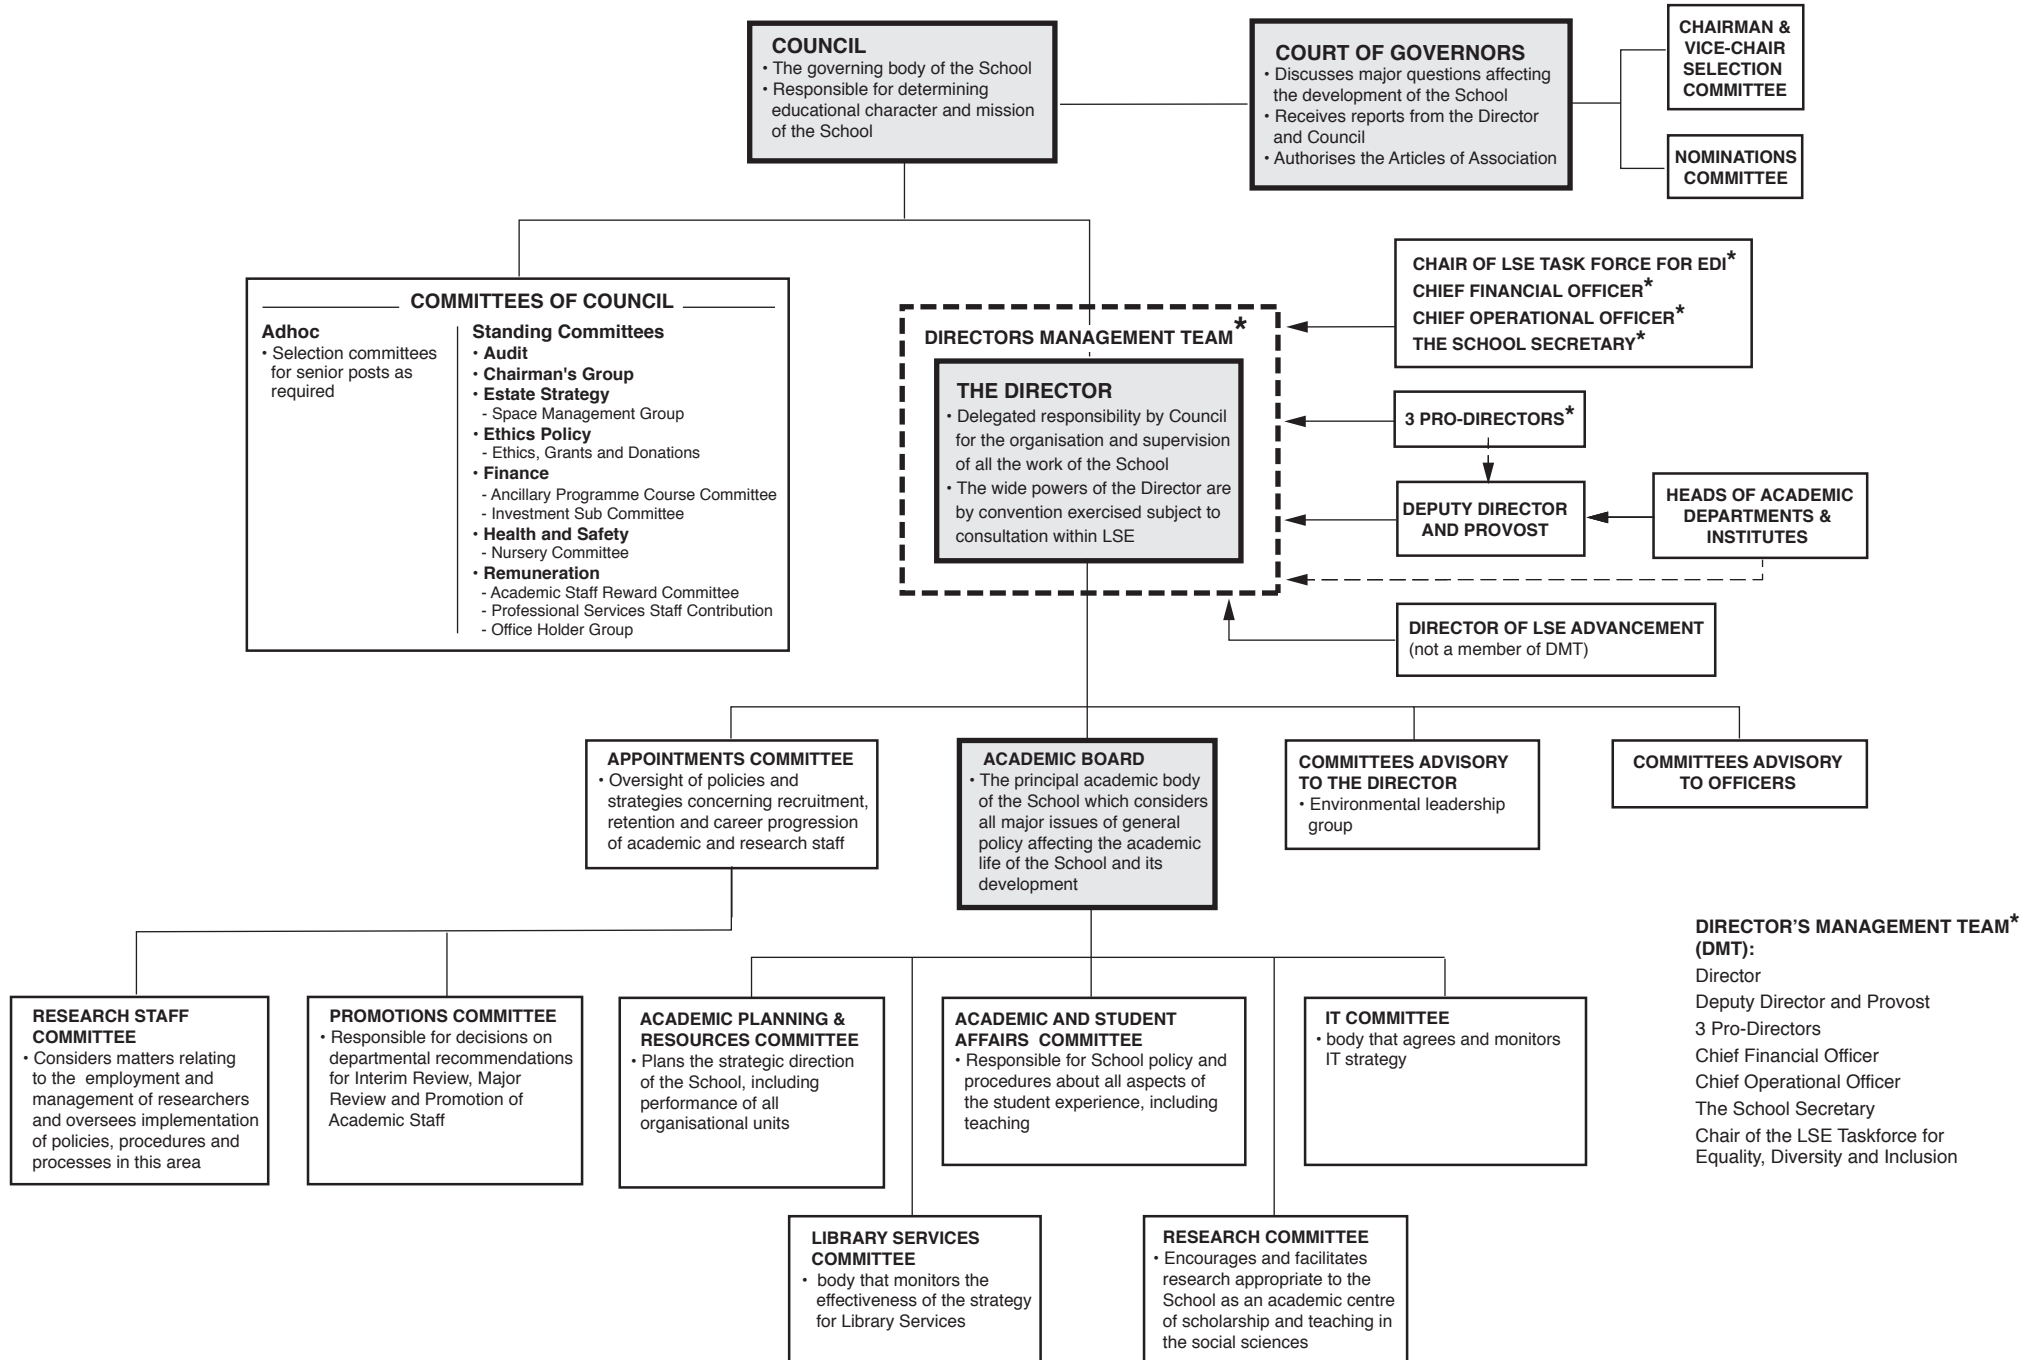 COUNCIL
• The governing body of the School
• Responsible for determining
educational character and mission
of the School
COURT OF GOVERNORS
• Discusses major questions affecting
the development of the School
• Receives reports from the Director
and Council
• Authorises the Articles of Association
CHAIRMAN &
VICE-CHAIR
SELECTION
COMMITTEE
NOMINATIONS
COMMITTEE
COMMITTEES OF COUNCIL
Adhoc
• Selection committees
for senior posts as
required
Standing Committees
• Audit
• Chairman's Group
• Estate Strategy
- Space Management Group
• Ethics Policy
- Ethics, Grants and Donations
• Finance
- Ancillary Programme Course Committee
- Investment Sub Committee
• Health and Safety
- Nursery Committee
• Remuneration
- Academic Staff Reward Committee
- Professional Services Staff Contribution
- Office Holder Group
DIRECTORS MANAGEMENT TEAM*
THE DIRECTOR
• Delegated responsibility by Council
for the organisation and supervision
of all the work of the School
• The wide powers of the Director are
by convention exercised subject to
consultation within LSE
CHAIR OF LSE TASK FORCE FOR EDI*
CHIEF FINANCIAL OFFICER*
CHIEF OPERATIONAL OFFICER*
THE SCHOOL SECRETARY*
3 PRO-DIRECTORS*
DEPUTY DIRECTOR
AND PROVOST
HEADS OF ACADEMIC
DEPARTMENTS &
INSTITUTES
DIRECTOR OF LSE ADVANCEMENT
(not a member of DMT)
APPOINTMENTS COMMITTEE
• Oversight of policies and
strategies concerning recruitment,
retention and career progression
of academic and research staff
ACADEMIC BOARD
• The principal academic body
of the School which considers
all major issues of general
policy affecting the academic
life of the School and its
development
COMMITTEES ADVISORY
TO THE DIRECTOR
• Environmental leadership
group
COMMITTEES ADVISORY
TO OFFICERS
RESEARCH STAFF
COMMITTEE
• Considers matters relating
to the employment and
management of researchers
and oversees implementation
of policies, procedures and
processes in this area
PROMOTIONS COMMITTEE
• Responsible for decisions on
departmental recommendations
for Interim Review, Major
Review and Promotion of
Academic Staff
ACADEMIC PLANNING &
RESOURCES COMMITTEE
• Plans the strategic direction
of the School, including
performance of all
organisational units
ACADEMIC AND STUDENT
AFFAIRS COMMITTEE
• Responsible for School policy and
procedures about all aspects of
the student experience, including
teaching
IT COMMITTEE
• body that agrees and monitors
IT strategy
LIBRARY SERVICES
COMMITTEE
• body that monitors the
effectiveness of the strategy
for Library Services
RESEARCH COMMITTEE
• Encourages and facilitates
research appropriate to the
School as an academic centre
of scholarship and teaching in
the social sciences
DIRECTOR'S MANAGEMENT TEAM*
(DMT):
Director
Deputy Director and Provost
3 Pro-Directors
Chief Financial Officer
Chief Operational Officer
The School Secretary
Chair of the LSE Taskforce for
Equality, Diversity and Inclusion